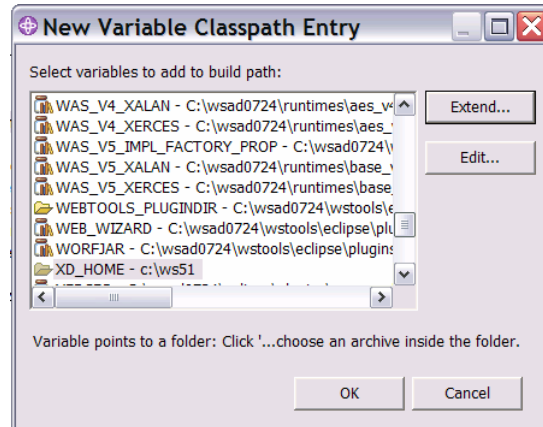 New Variable Classpath Entry
Select variables to add to build path:
WAS_V4_XALAN - C:\wsad0724\runtimes\aes_v4
WAS_V4_XERCES - C:\wsad0724\runtimes\aes_
WAS_V5_IMPL_FACTORY_PROP - C:\wsad0724\
WAS_V5_XALAN - C:\wsad0724\runtimes\base_v
WAS_V5_XERCES - C:\wsad0724\runtimes\base_
WEBTOOLS_PLUGINDIR - C:\wsad0724\wstools\e
WEB_WIZARD - C:\wsad0724\wstools\eclipse\plu
WORFJAR - C:\wsad0724\wstools\eclipse\plugins
XD_HOME - c:\ws51
Extend...
Edit...
Variable points to a folder: Click '...choose an archive inside the folder.
OK
Cancel